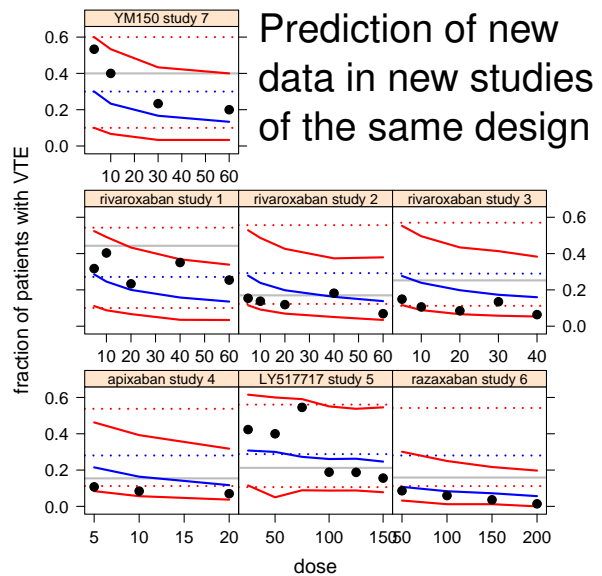 YM150 study 7
Prediction of new
data in new studies
of the same design
0.6
0.4
0.2
0.0
10 20 30 40 50 60
rivaroxaban study 1
rivaroxaban study 2
rivaroxaban study 3
0.6
0.4
0.2
0.0
0 10 20 30 40 50 60
10 20 30 40 50 60
10 20 30 40
apixaban study 4
LY517717 study 5
razaxaban study 6
0.6
0.4
0.2
0.0
5 10 15 20
50 100 150
50 100 150 200
fraction of patients with VTE
dose